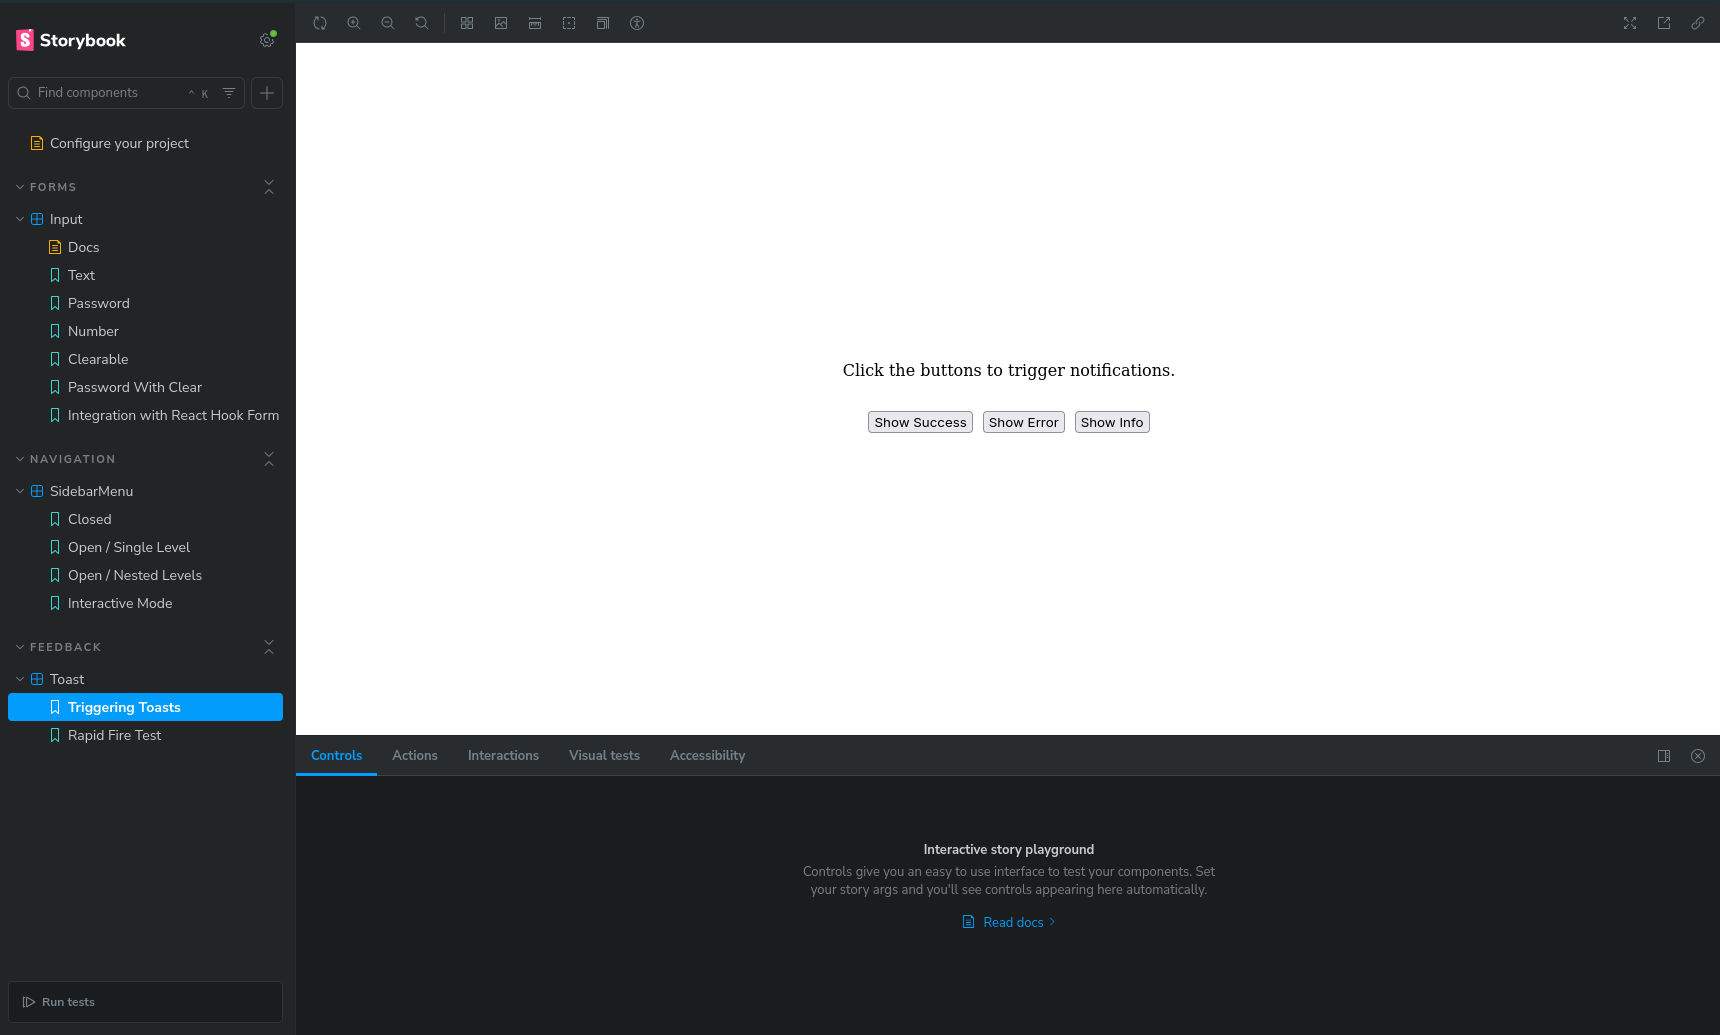 Storybook
Find components
^ K
Configure your project
FORMS
Input
Docs
Text
Password
Number
Clearable
Password With Clear
Integration with React Hook Form
NAVIGATION
SidebarMenu
Closed
Open / Single Level
Open / Nested Levels
Interactive Mode
FEEDBACK
Toast
Triggering Toasts
Rapid Fire Test
Run tests
Click the buttons to trigger notifications.
Show Success Show Error Show Info
Controls Actions Interactions Visual tests Accessibility
Interactive story playground
Controls give you an easy to use interface to test your components. Set
your story args and you'll see controls appearing here automatically.
Read docs